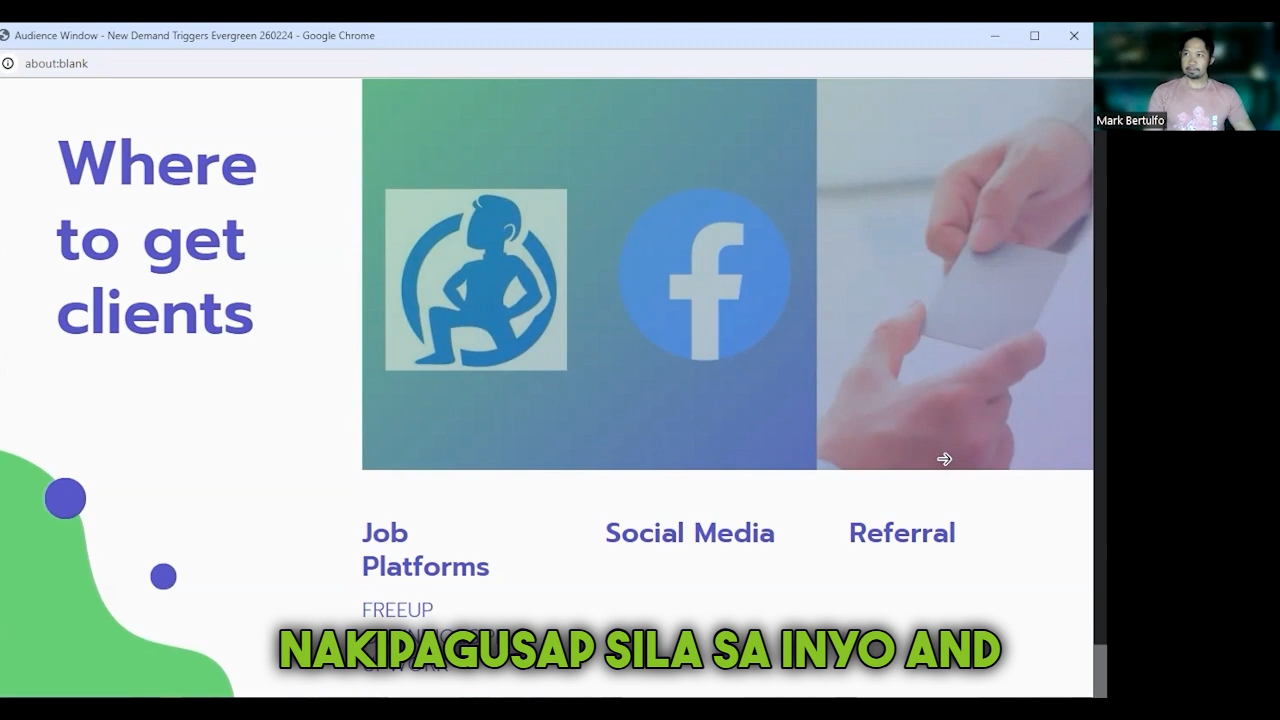 Audience Window - New Demand Triggers Evergreen 260224 - Google Chrome
about:blank
Mark Bertulfo
Where
to get
clients
Job
Platforms
FREEUP
Social Media
Referral
NAKIPAGUSAP SILA SA INYO AND